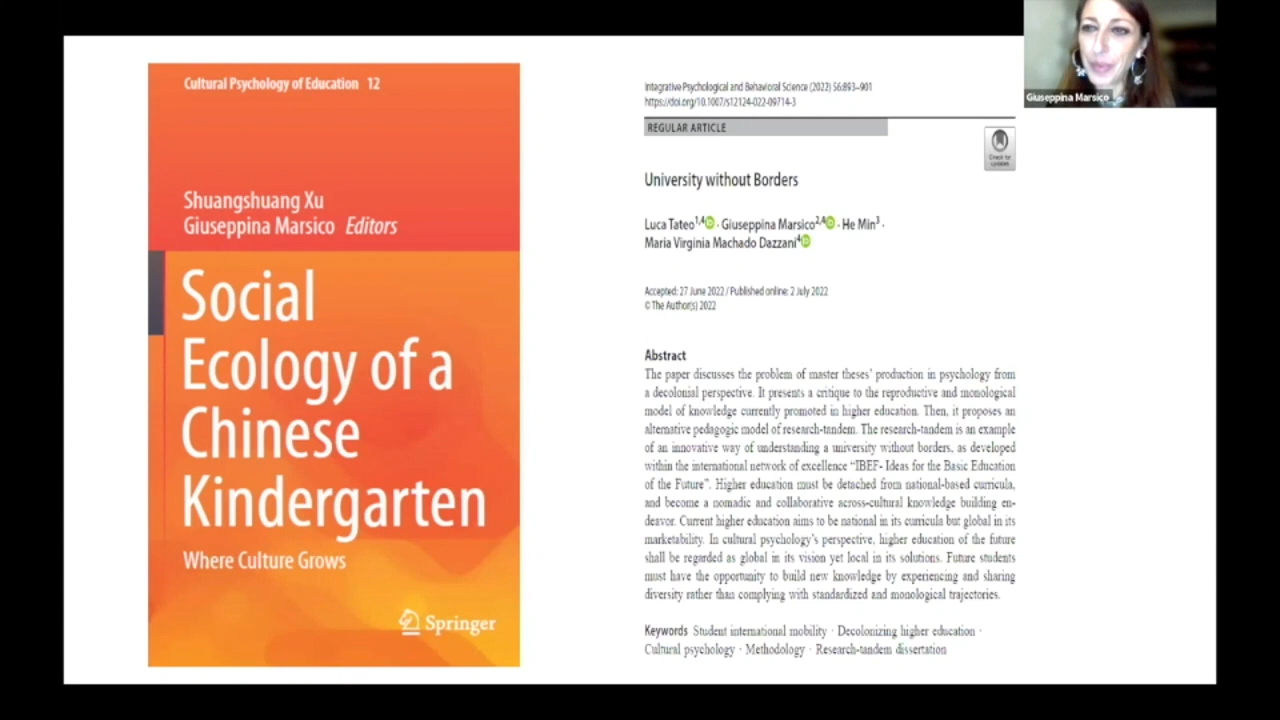 Cultural Psychology of Education 12
Shuangshuang Xu
Giuseppina Marsico Editors
Social
Ecology of a
Chinese
Kindergarten
Where Culture Grows
Springer
Integrative Psychological and Behavioral Science (2022) 56:893–901
https://doi.org/10.1007/s12124-022-09714-3
REGULAR ARTICLE
Check for
updates
University without Borders
Luca Tateo1,4 · Giuseppina Marsico2,4 · He Min3 ·
Maria Virginia Machado Dazzani4
Accepted: 27 June 2022 / Published online: 2 July 2022
© The Author(s) 2022
Abstract
The paper discusses the problem of master theses' production in psychology from
a decolonial perspective. It presents a critique to the reproductive and monological
model of knowledge currently promoted in higher education. Then, it proposes an
alternative pedagogic model of research-tandem. The research-tandem is an example
of an innovative way of understanding a university without borders, as developed
within the international network of excellence "IBEF- Ideas for the Basic Education
of the Future". Higher education must be detached from national-based curricula,
and become a nomadic and collaborative across-cultural knowledge building en-
deavor. Current higher education aims to be national in its curricula but global in its
marketability. In cultural psychology's perspective, higher education of the future
shall be regarded as global in its vision yet local in its solutions. Future students
must have the opportunity to build new knowledge by experiencing and sharing
diversity rather than complying with standardized and monological trajectories.
Keywords Student international mobility · Decolonizing higher education ·
Cultural psychology · Methodology · Research-tandem dissertation
Giuseppina Marsico